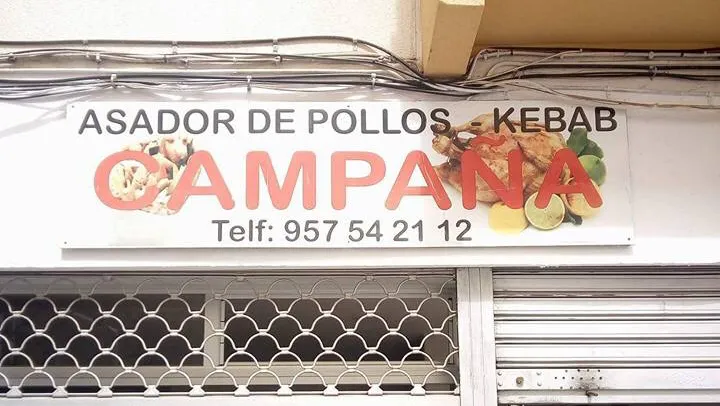 ASADOR DE POLLOS - KEBAB
CAMPAÑA
Telf: 957 54 21 12